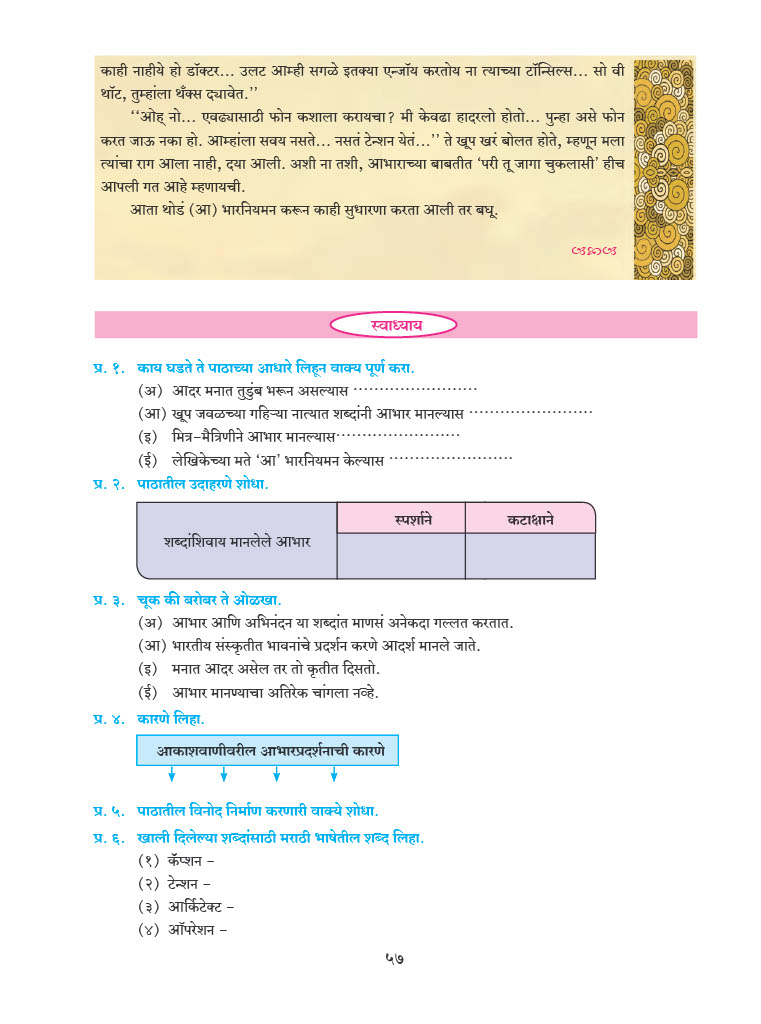 काही नाहीये हो डॉक्टर... उलट आम्ही सगळे इतक्या एन्जॉय करतोय ना त्याच्या टॉन्सिल्स... सो वी
थॉट, तुम्हांला थँक्स द्यावेत.’’
‘‘ओह् नो... एवढ्यासाठी फोन कशाला करायचा? मी केवढा हादरलो होतो... पुन्हा असे फोन
करत जाऊ नका हो. आम्हांला सवय नसते... नसतं टेन्शन येतं...’’ ते खूप खरं बोलत होते, म्हणून मला
त्यांचा राग आला नाही, दया आली. अशी ना तशी, आभाराच्या बाबतीत ‘परी तू जागा चुकलासी’ हीच
आपली गत आहे म्हणायची.
आता थोडं (आ) भारनियमन करून काही सुधारणा करता आली तर बघू.
स्वाध्याय
प्र. १. काय घडते ते पाठाच्या आधारे लिहून वाक्य पूर्ण करा.
(अ) आदर मनात तुडुंब भरून असल्यास ························
(आ) खूप जवळच्या गहिऱ्या नात्यात शब्दांनी आभार मानल्यास ························
(इ) मित्र-मैत्रिणीने आभार मानल्यास························
(ई) लेखिकेच्या मते ‘आ’ भारनियमन केल्यास ························
प्र. २. पाठातील उदाहरणे शोधा.
स्पर्शाने कटाक्षाने
शब्दांशिवाय मानलेले आभार
प्र. ३. चूक की बरोबर ते ओळखा.
(अ) आभार आणि अभिनंदन या शब्दांत माणसं अनेकदा गल्लत करतात.
(आ) भारतीय संस्कृतीत भावनांचे प्रदर्शन करणे आदर्श मानले जाते.
(इ) मनात आदर असेल तर तो कृतीत दिसतो.
(ई) आभार मानण्याचा अतिरेक चांगला नव्हे.
प्र. ४. कारणे लिहा.
आकाशवाणीवरील आभारप्रदर्शनाची कारणे
प्र. ५. पाठातील विनोद निर्माण करणारी वाक्ये शोधा.
प्र. ६. खाली दिलेल्या शब्दांसाठी मराठी भाषेतील शब्द लिहा.
(१) कॅप्शन -
(२) टेन्शन -
(३) आर्किटेक्ट -
(४) ऑपरेशन -
५७